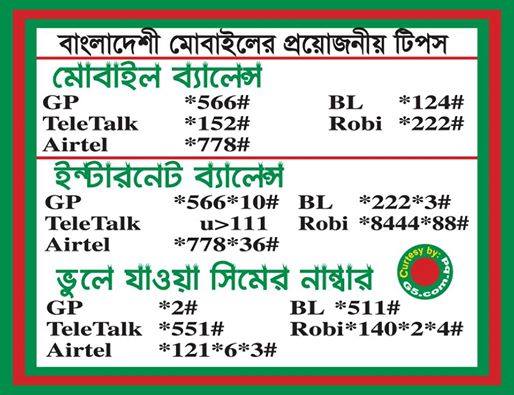 বাংলাদেশী মোবাইলের প্রয়োজনীয় টিপস
মোবাইল ব্যালেন্স
GP *566# BL *124#
TeleTalk *152# Robi *222#
Airtel *778#
ইন্টারনেট ব্যালেন্স
GP *566*10# BL *222*3#
TeleTalk u>111 Robi *8444*88#
Airtel *778*36#
Curtesy by:
G5.com.pq
ভুলে যাওয়া সিমের নাম্বার
GP *2# BL *511#
TeleTalk *551# Robi*140*2*4#
Airtel *121*6*3#